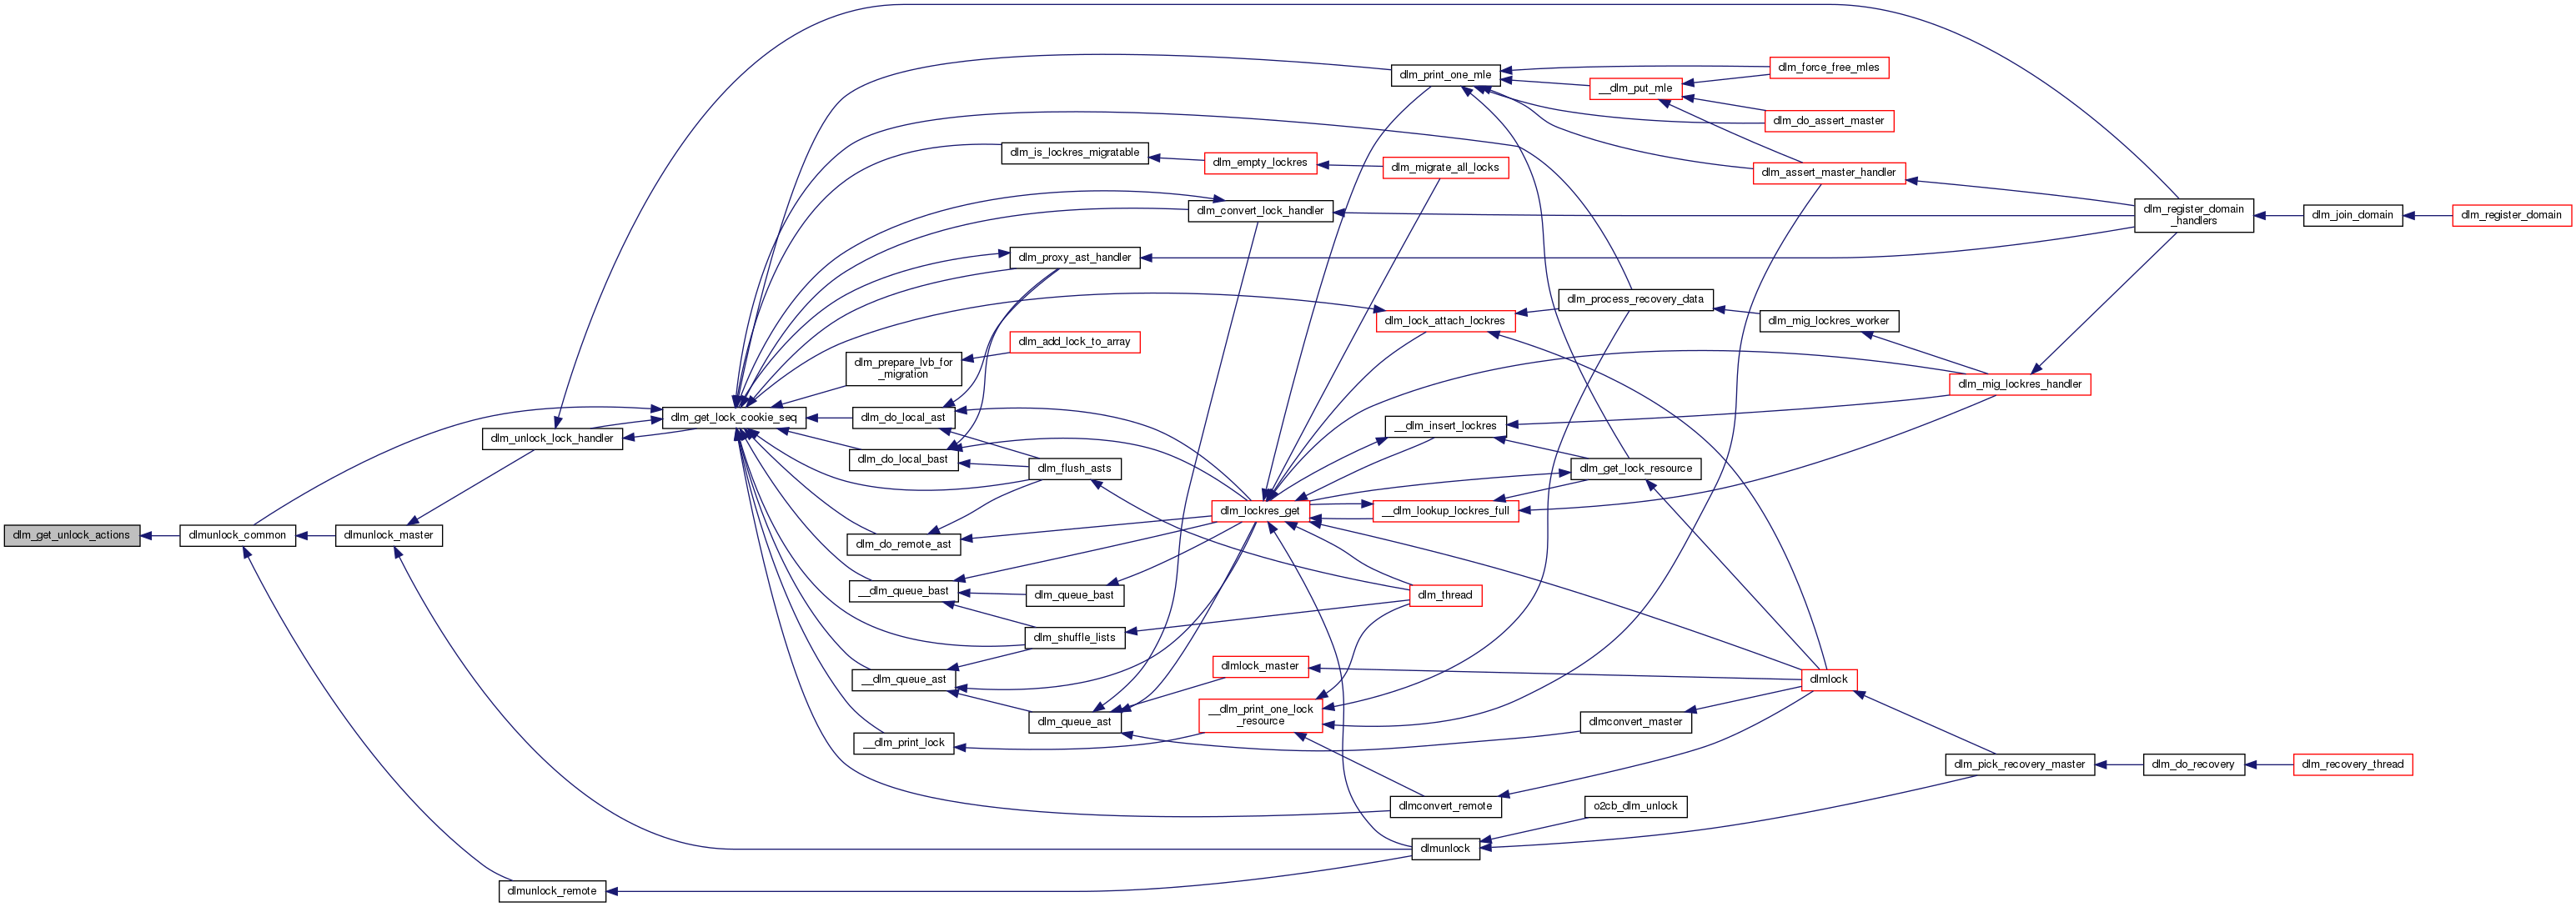 dlm_print_one_mle
dlm_force_free_mles
__dlm_put_mle
dlm_do_assert_master
dlm_is_lockres_migratable
dlm_empty_lockres
dlm_migrate_all_locks
dlm_assert_master_handler
dlm_convert_lock_handler
dlm_register_domain
_handlers
dlm_join_domain
dlm_register_domain
dlm_proxy_ast_handler
dlm_process_recovery_data
dlm_lock_attach_lockres
dlm_mig_lockres_worker
dlm_add_lock_to_array
dlm_prepare_lvb_for
_migration
dlm_mig_lockres_handler
dlm_get_lock_cookie_seq
dlm_do_local_ast
__dlm_insert_lockres
dlm_unlock_lock_handler
dlm_do_local_bast
dlm_flush_asts
dlm_get_lock_resource
dlm_lockres_get
__dlm_lookup_lockres_full
dlm_get_unlock_actions
dlmunlock_common
dlmunlock_master
dlm_do_remote_ast
__dlm_queue_bast
dlm_queue_bast
dlm_thread
dlm_shuffle_lists
dlmlock_master
__dlm_queue_ast
dlmlock
__dlm_print_one_lock
_resource
dlm_queue_ast
dlmconvert_master
__dlm_print_lock
dlm_pick_recovery_master
dlm_do_recovery
dlm_recovery_thread
dlmconvert_remote
o2cb_dlm_unlock
dlmunlock
dlmunlock_remote